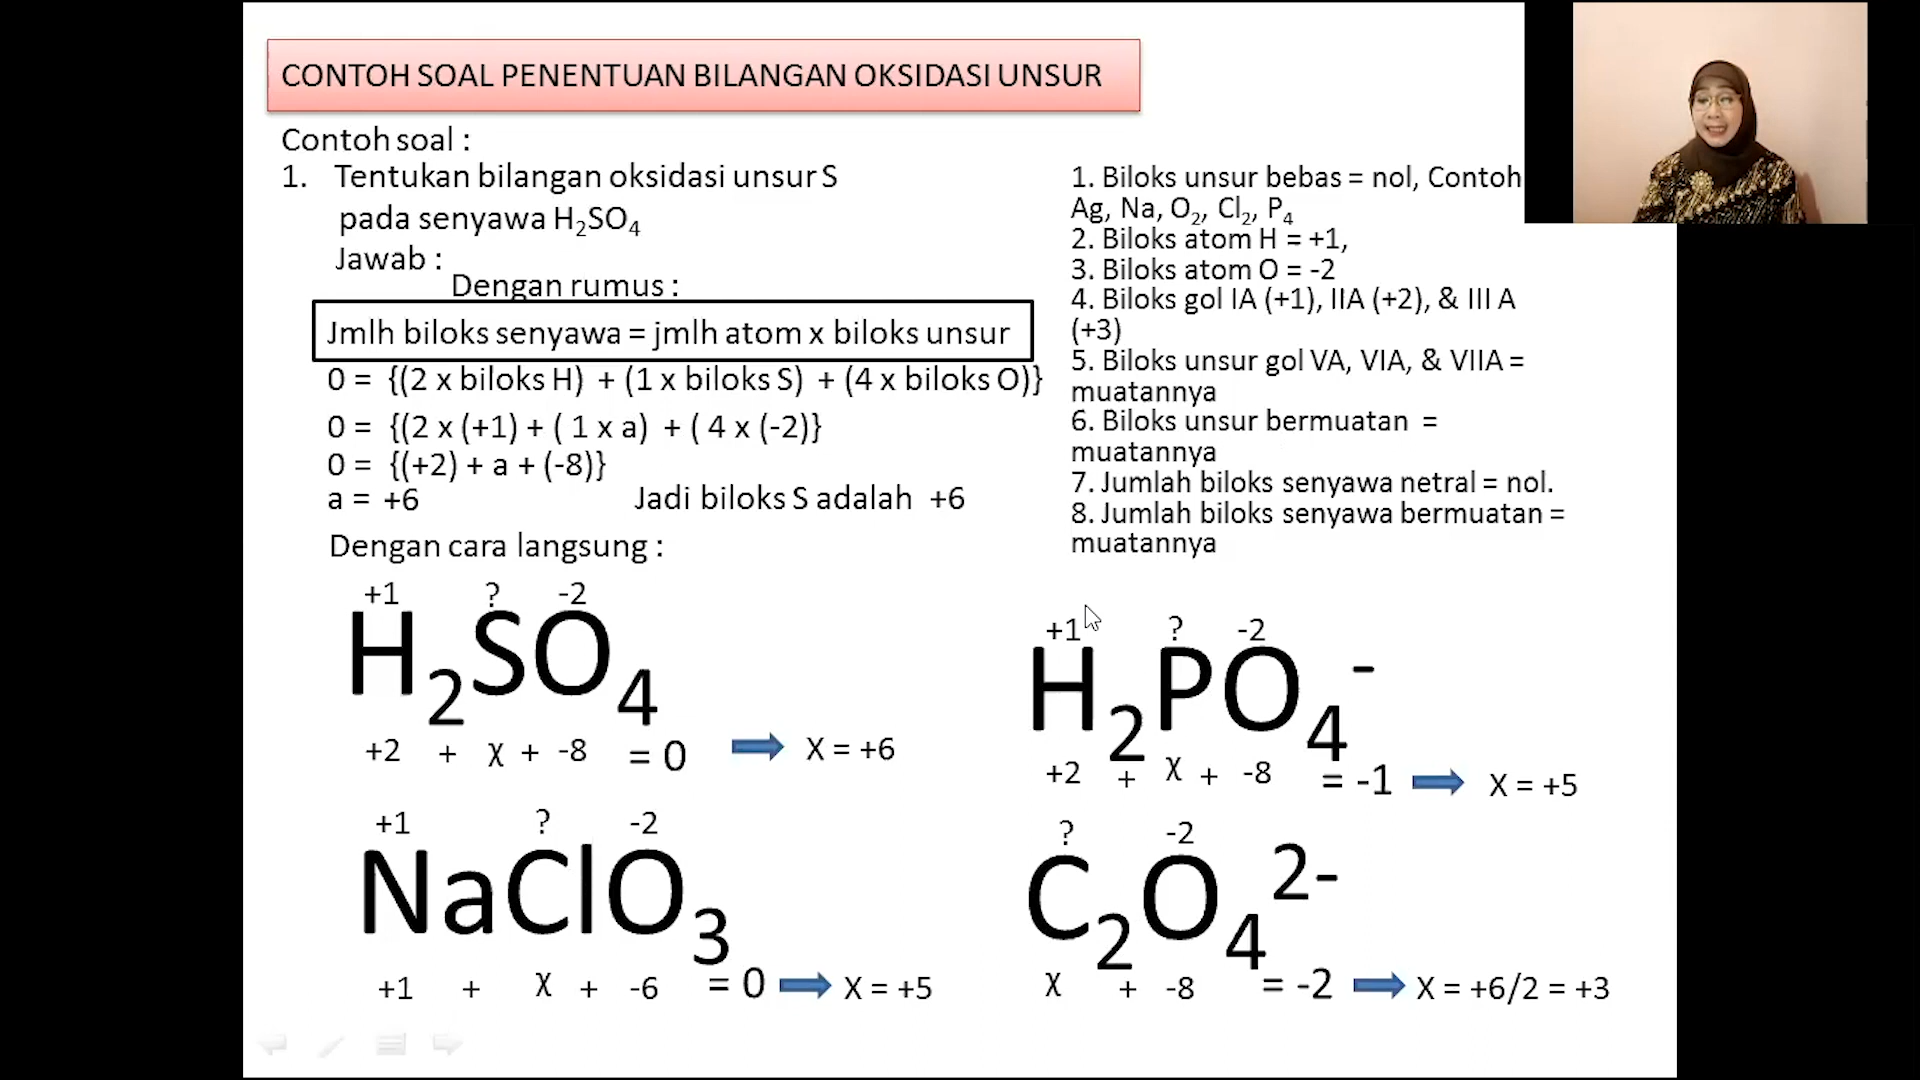 CONTOH SOAL PENENTUAN BILANGAN OKSIDASI UNSUR
Contoh soal :
1. Tentukan bilangan oksidasi unsur S
pada senyawa H₂SO₄
Jawab :
Dengan rumus :
Jmlh biloks senyawa = jmlh atom x biloks unsur
0 = {(2 x biloks H) + (1 x biloks S) + (4 x biloks O)}
0 = {(2 x (+1) + ( 1 x a) + ( 4 x (-2)}
0 = {(+2) + a + (-8)}
a = +6 Jadi biloks S adalah +6
Dengan cara langsung :
+1 ? -2
H₂SO₄
+2 + χ + -8 = 0 X = +6
+1 ? -2
NaClO₃
+1 + χ + -6 = 0 X = +5
1. Biloks unsur bebas = nol, Contoh
Ag, Na, O₂, Cl₂, P₄
2. Biloks atom H = +1,
3. Biloks atom O = -2
4. Biloks gol IA (+1), IIA (+2), & III A
(+3)
5. Biloks unsur gol VA, VIA, & VIIA =
muatannya
6. Biloks unsur bermuatan =
muatannya
7. Jumlah biloks senyawa netral = nol.
8. Jumlah biloks senyawa bermuatan =
muatannya
+1 ? -2
H₂PO₄⁻
+2 + χ + -8 = -1 X = +5
? -2
C₂O₄²⁻
χ + -8 = -2 X = +6/2 = +3